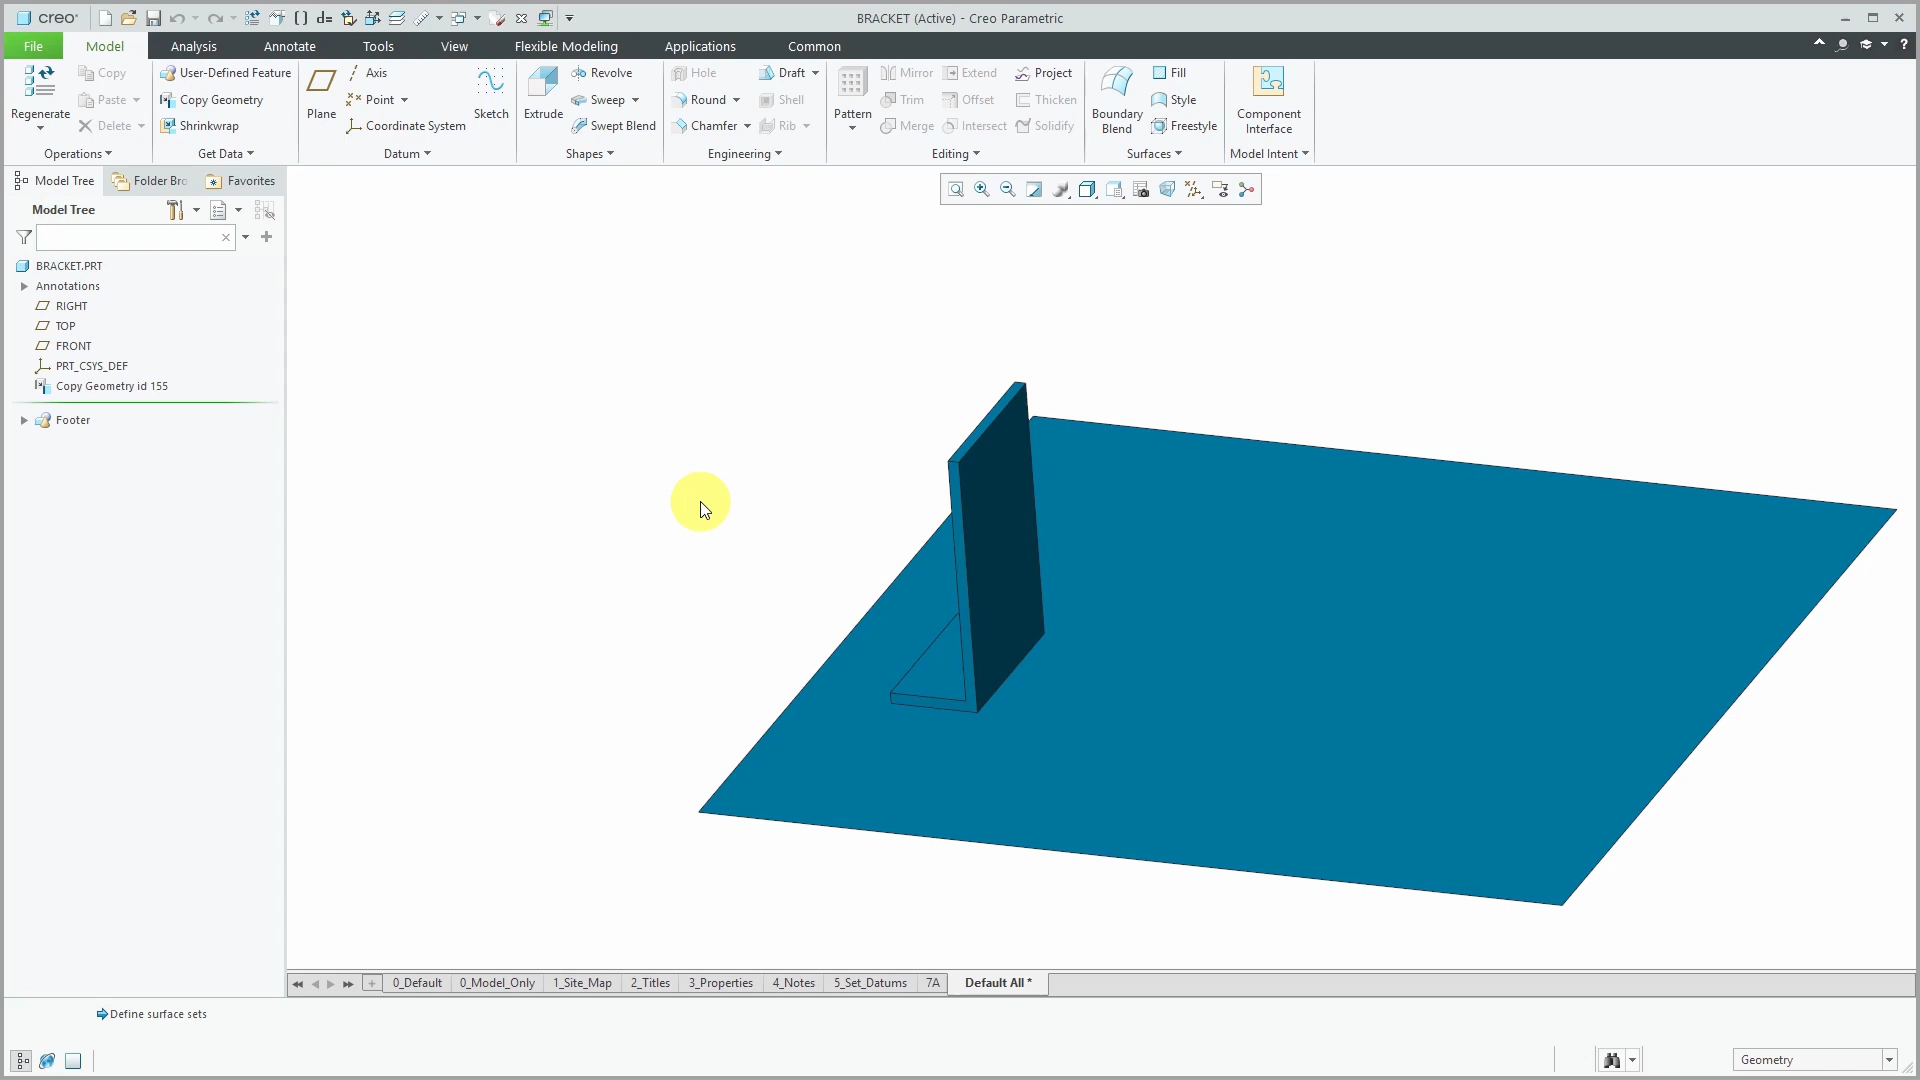 creo
BRACKET (Active) - Creo Parametric
File Model Analysis Annotate Tools View Flexible Modeling Applications Common
Regenerate
Copy
Paste
Delete
Operations
User-Defined Feature
Copy Geometry
Shrinkwrap
Get Data
Plane
Axis
Point
Coordinate System
Sketch
Datum
Extrude
Revolve
Sweep
Swept Blend
Shapes
Hole
Round
Chamfer
Draft
Shell
Rib
Engineering
Pattern
Mirror
Trim
Merge
Extend
Offset
Intersect
Project
Thicken
Solidify
Editing
Boundary
Blend
Fill
Style
Freestyle
Surfaces
Component
Interface
Model Intent
Model Tree Folder Bro Favorites
Model Tree
BRACKET.PRT
Annotations
RIGHT
TOP
FRONT
PRT_CSYS_DEF
Copy Geometry id 155
Footer
0_Default 0_Model_Only 1_Site_Map 2_Titles 3_Properties 4_Notes 5_Set_Datums 7A Default All *
Define surface sets
Geometry